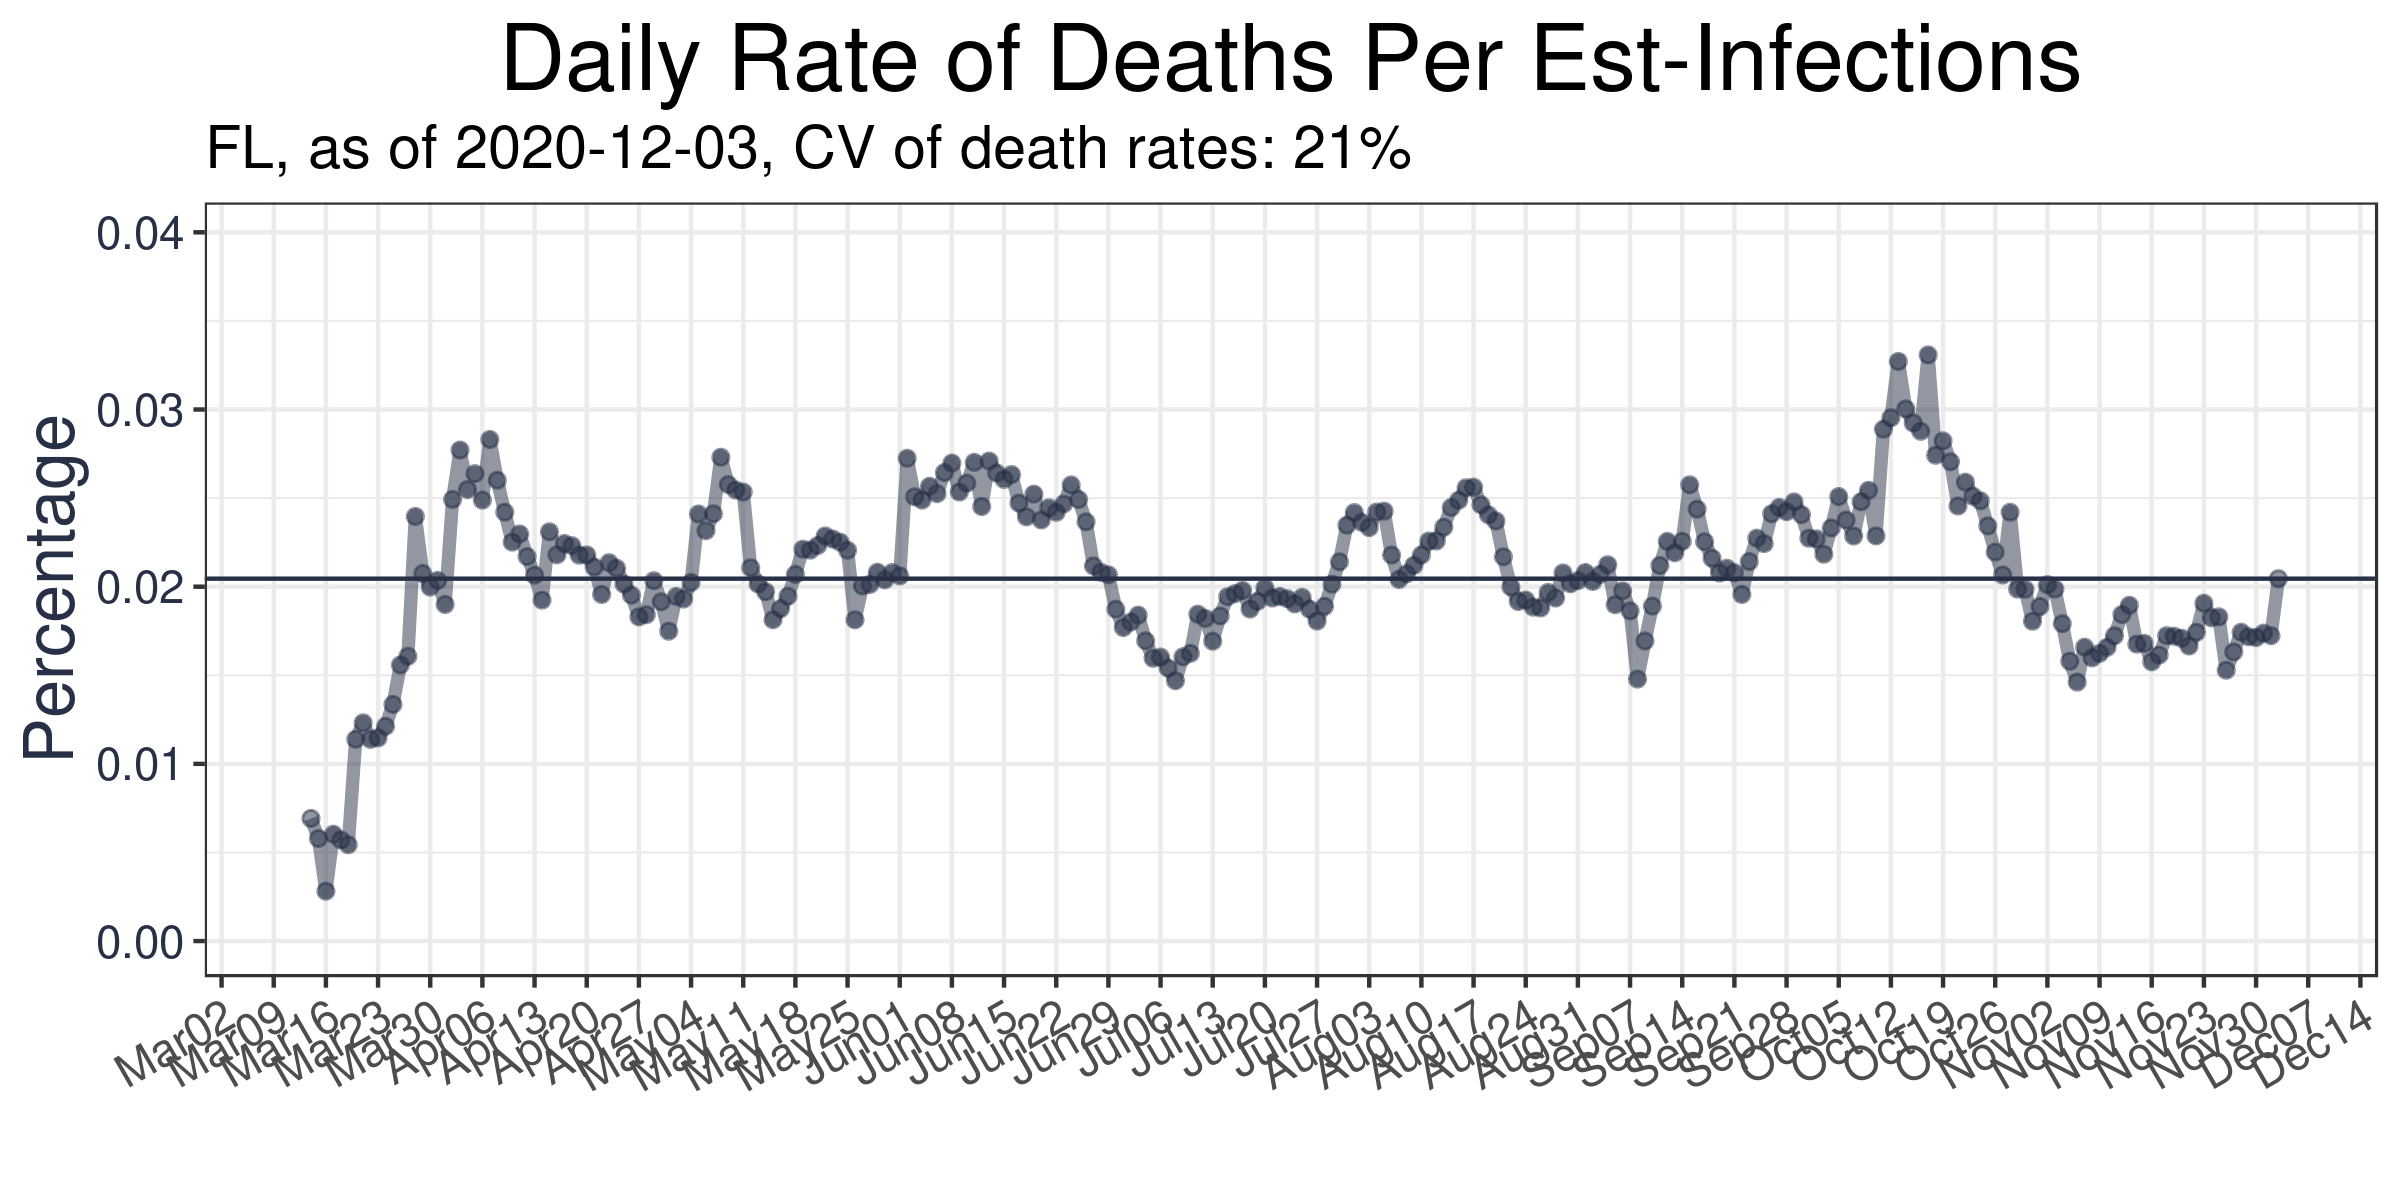 Daily Rate of Deaths Per Est-Infections
FL, as of 2020-12-03, CV of death rates: 21%
Percentage
0.04
0.03
0.02
0.01
0.00
Mar02
Mar09
Mar16
Mar23
Mar30
Apr06
Apr13
Apr20
Apr27
May04
May11
May18
May25
Jun01
Jun08
Jun15
Jun22
Jun29
Jul06
Jul13
Jul20
Jul27
Aug03
Aug10
Aug17
Aug24
Aug31
Sep07
Sep14
Sep21
Sep28
Oct05
Oct12
Oct19
Oct26
Nov02
Nov09
Nov16
Nov23
Nov30
Dec07
Dec14